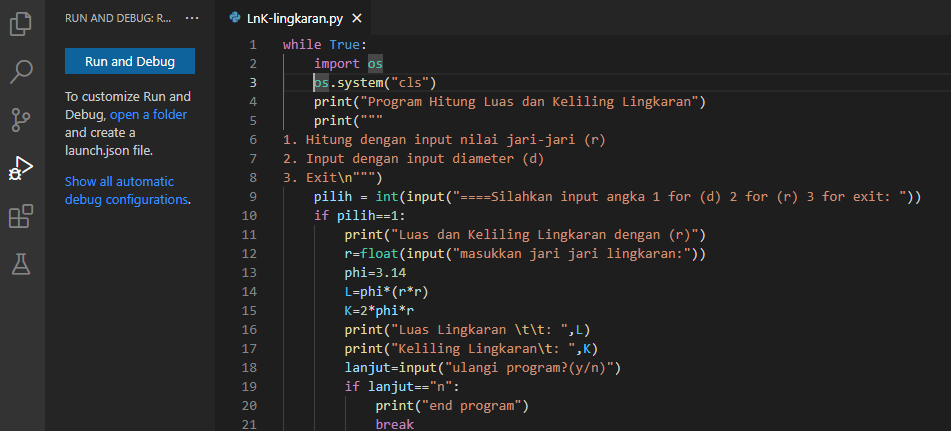 RUN AND DEBUG: R... ···
Run and Debug
To customize Run and
Debug, open a folder
and create a
launch.json file.
Show all automatic
debug configurations.
LnK-lingkaran.py ×
1 while True:
2     import os
3     os.system("cls")
4     print("Program Hitung Luas dan Keliling Lingkaran")
5     print("""
6 1. Hitung dengan input nilai jari-jari (r)
7 2. Input dengan input diameter (d)
8 3. Exit\n""")
9     pilih = int(input("====Silahkan input angka 1 for (d) 2 for (r) 3 for exit: "))
10     if pilih==1:
11         print("Luas dan Keliling Lingkaran dengan (r)")
12         r=float(input("masukkan jari jari lingkaran:"))
13         phi=3.14
14         L=phi*(r*r)
15         K=2*phi*r
16         print("Luas Lingkaran \t\t: ",L)
17         print("Keliling Lingkaran\t: ",K)
18         lanjut=input("ulangi program?(y/n)")
19         if lanjut=="n":
20             print("end program")
21             break